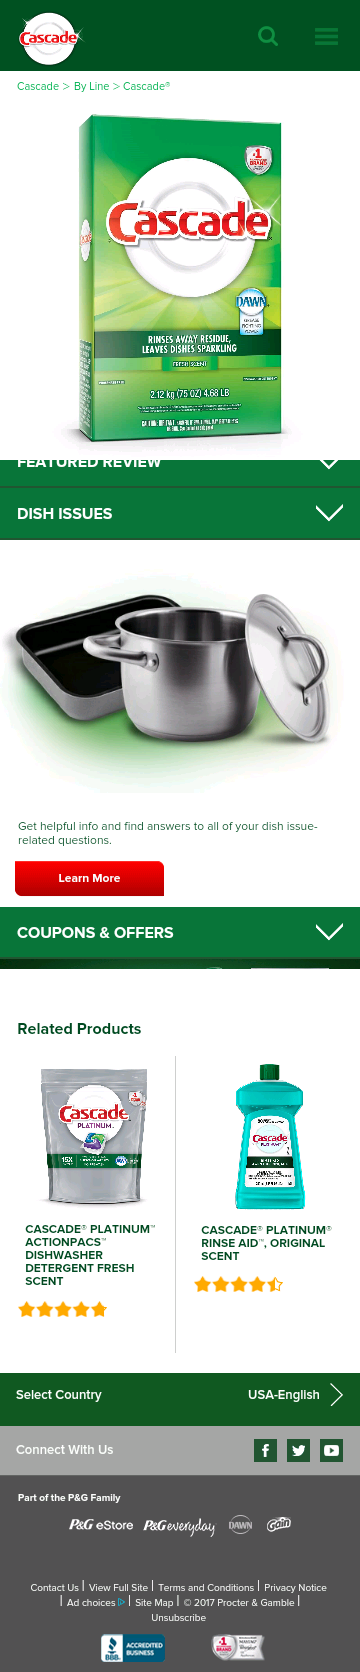 Cascade
Cascade > By Line > Cascade®
#1
Cascade
DAWN
GREASE
FIGHTING
RINSES AWAY RESIDUE,
LEAVES DISHES SPARKLING
FRESH SCENT
2.12 kg (75 OZ) 4.68 LB
FEATURED REVIEW
DISH ISSUES
Get helpful info and find answers to all of your dish issue-
related questions.
Learn More
COUPONS & OFFERS
Related Products
Cascade
PLATINUM
CASCADE® PLATINUM™
ACTIONPACS™
DISHWASHER
DETERGENT FRESH
SCENT
Cascade
PLATINUM
CASCADE® PLATINUM®
RINSE AID™, ORIGINAL
SCENT
Select Country
USA-English
Connect With Us
Part of the P&G Family
P&G eStore
P&G everyday
DAWN
Gain
Contact Us | View Full Site | Terms and Conditions | Privacy Notice
| Ad choices | Site Map | © 2017 Procter & Gamble |
Unsubscribe
BBB
ACCREDITED
BUSINESS